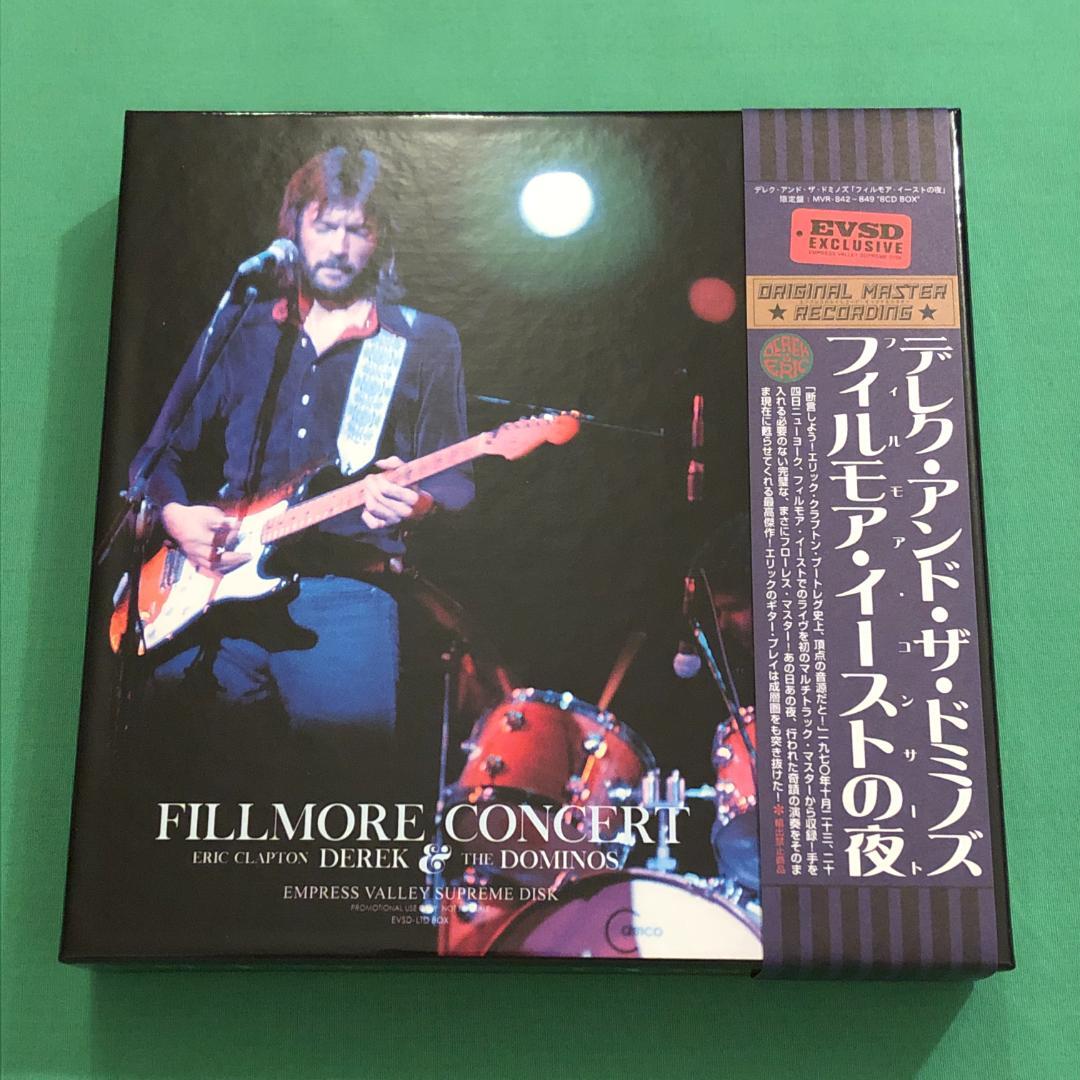 FILLMORE CONCERT
ERIC CLAPTON DEREK & THE DOMINOS
EMPRESS VALLEY SUPREME DISK
PROMOTIONAL USE
EVSD-LTD BOX
Camco
デレク・アンド・ザ・ドミノズ「フィルモア・イーストの夜」
限定盤:MVR-842~849 "8CD BOX"
EVSD
EXCLUSIVE
EMPRESS VALLEY SUPREME DISK
ORIGINAL MASTER
★ RECORDING ★
DEREK
IS
ERIC
デレク・アンド・ザ・ドミノズ
フィルモア・コンサート
フィルモア・イーストの夜
「断言しよう!エリック・クラプトン・ブートレグ史上、頂点の音源だと!」一九七〇年十月二十三、二十
四日ニューヨーク、フィルモア・イーストでのライヴを初のマルチトラック・マスターから収録!手を
入れる必要のない完璧な、まさにフローレス・マスター!あの日あの夜、行われた奇蹟の演奏をそのま
ま現在に甦らせてくれる最高傑作!エリックのギター・プレイは成層圏をも突き抜けた!※輸出禁止商品